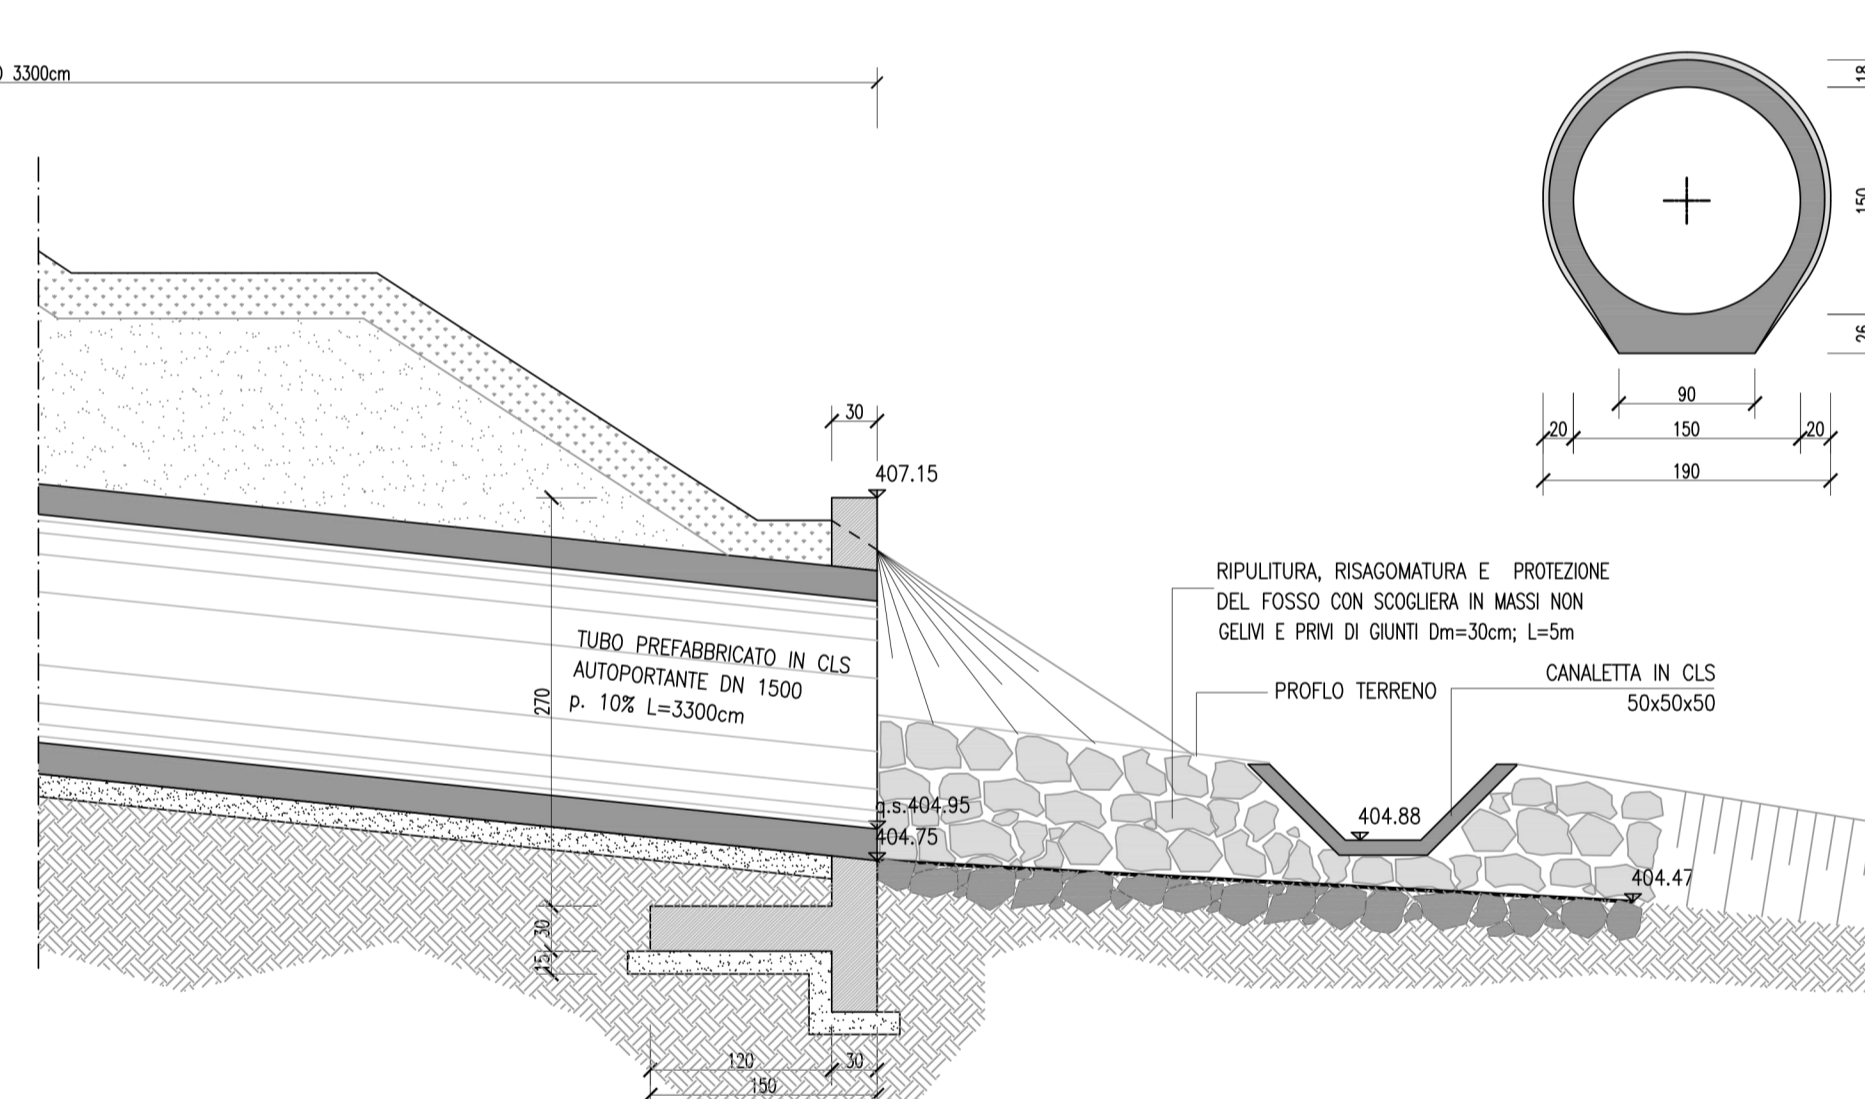 3300cm
18
150
26
90
20 150 20
190
30
407.15
RIPULITURA, RISAGOMATURA E PROTEZIONE
DEL FOSSO CON SCOGLIERA IN MASSI NON
GELIVI E PRIVI DI GIUNTI Dm=30cm; L=5m
TUBO PREFABBRICATO IN CLS
AUTOPORTANTE DN 1500
p. 10% L=3300cm
270
PROFLO TERRENO
CANALETTA IN CLS
50x50x50
q.s.404.95
404.75
404.88
404.47
30
15
120 30
150